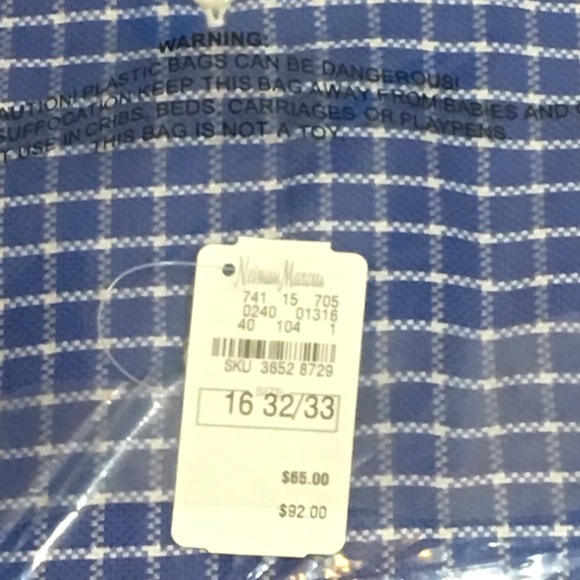 WARNING:
AUTION! PLASTIC BAGS CAN BE DANGEROUS!
SUFFOCATION KEEP THIS BAG AWAY FROM BABIES AND
T USE IN CRIBS, BEDS, CARRIAGES OR PLAYPENS
THIS BAG IS NOT A TOY.
Neiman Marcus
741 15 705
0240 01316
40 104 1
SKU 3652 8729
SIZE
16 32/33
$65.00
$92.00